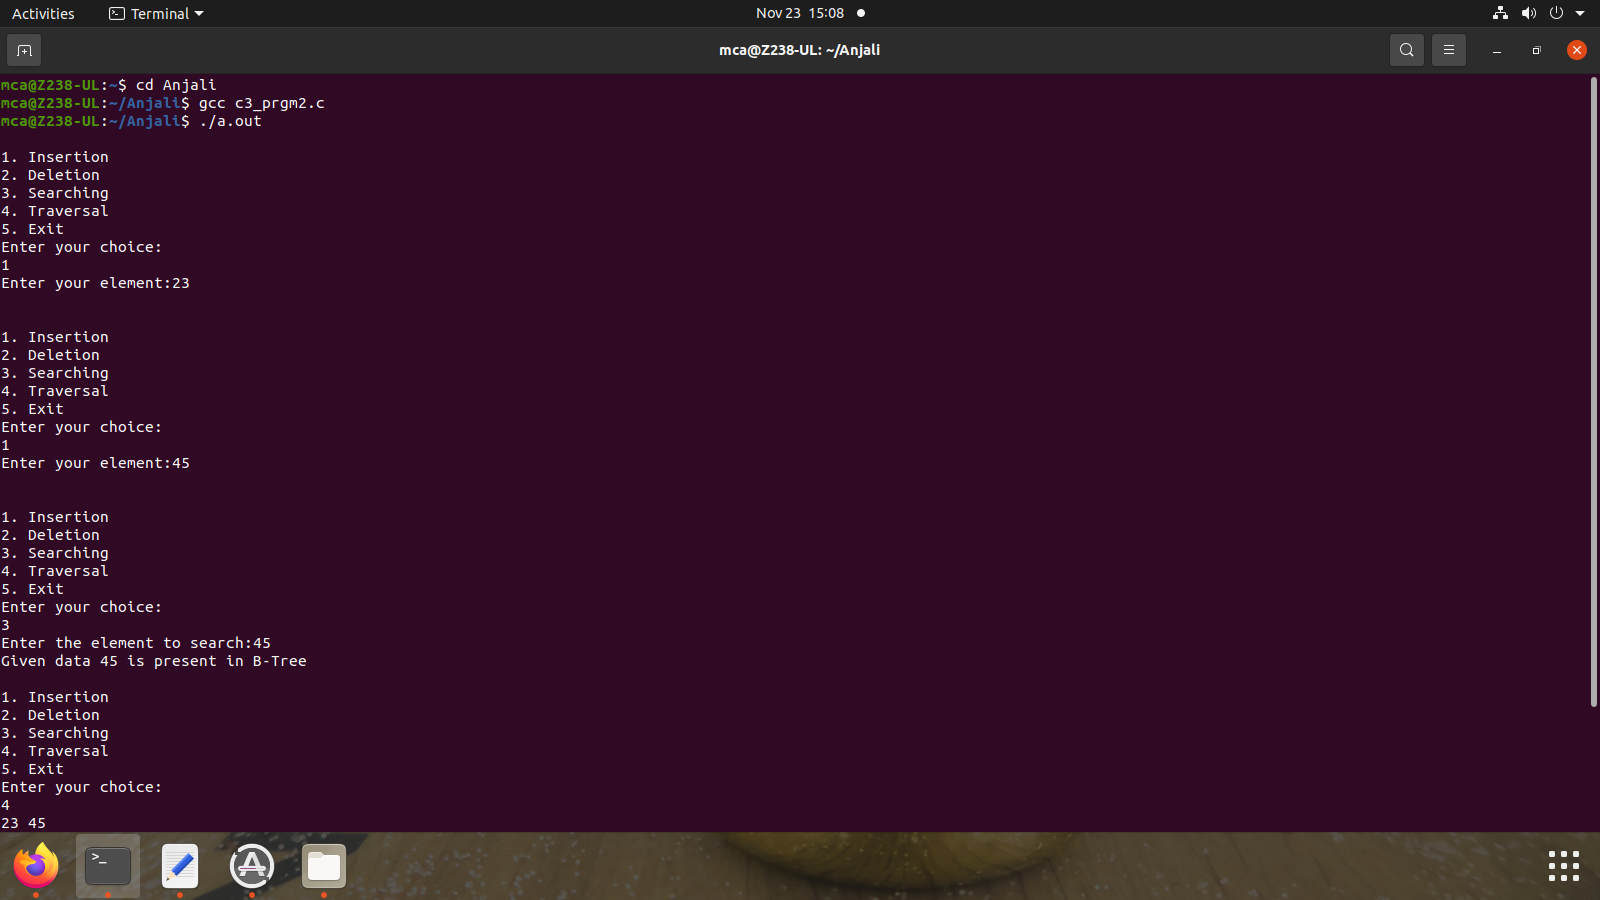 Activities
Terminal
Nov 23 15:08
mca@Z238-UL: ~/Anjali
mca@Z238-UL:~$ cd Anjali
mca@Z238-UL:~/Anjali$ gcc c3_prgm2.c
mca@Z238-UL:~/Anjali$ ./a.out
1. Insertion
2. Deletion
3. Searching
4. Traversal
5. Exit
Enter your choice:
1
Enter your element:23
1. Insertion
2. Deletion
3. Searching
4. Traversal
5. Exit
Enter your choice:
1
Enter your element:45
1. Insertion
2. Deletion
3. Searching
4. Traversal
5. Exit
Enter your choice:
3
Enter the element to search:45
Given data 45 is present in B-Tree
1. Insertion
2. Deletion
3. Searching
4. Traversal
5. Exit
Enter your choice:
4
23 45